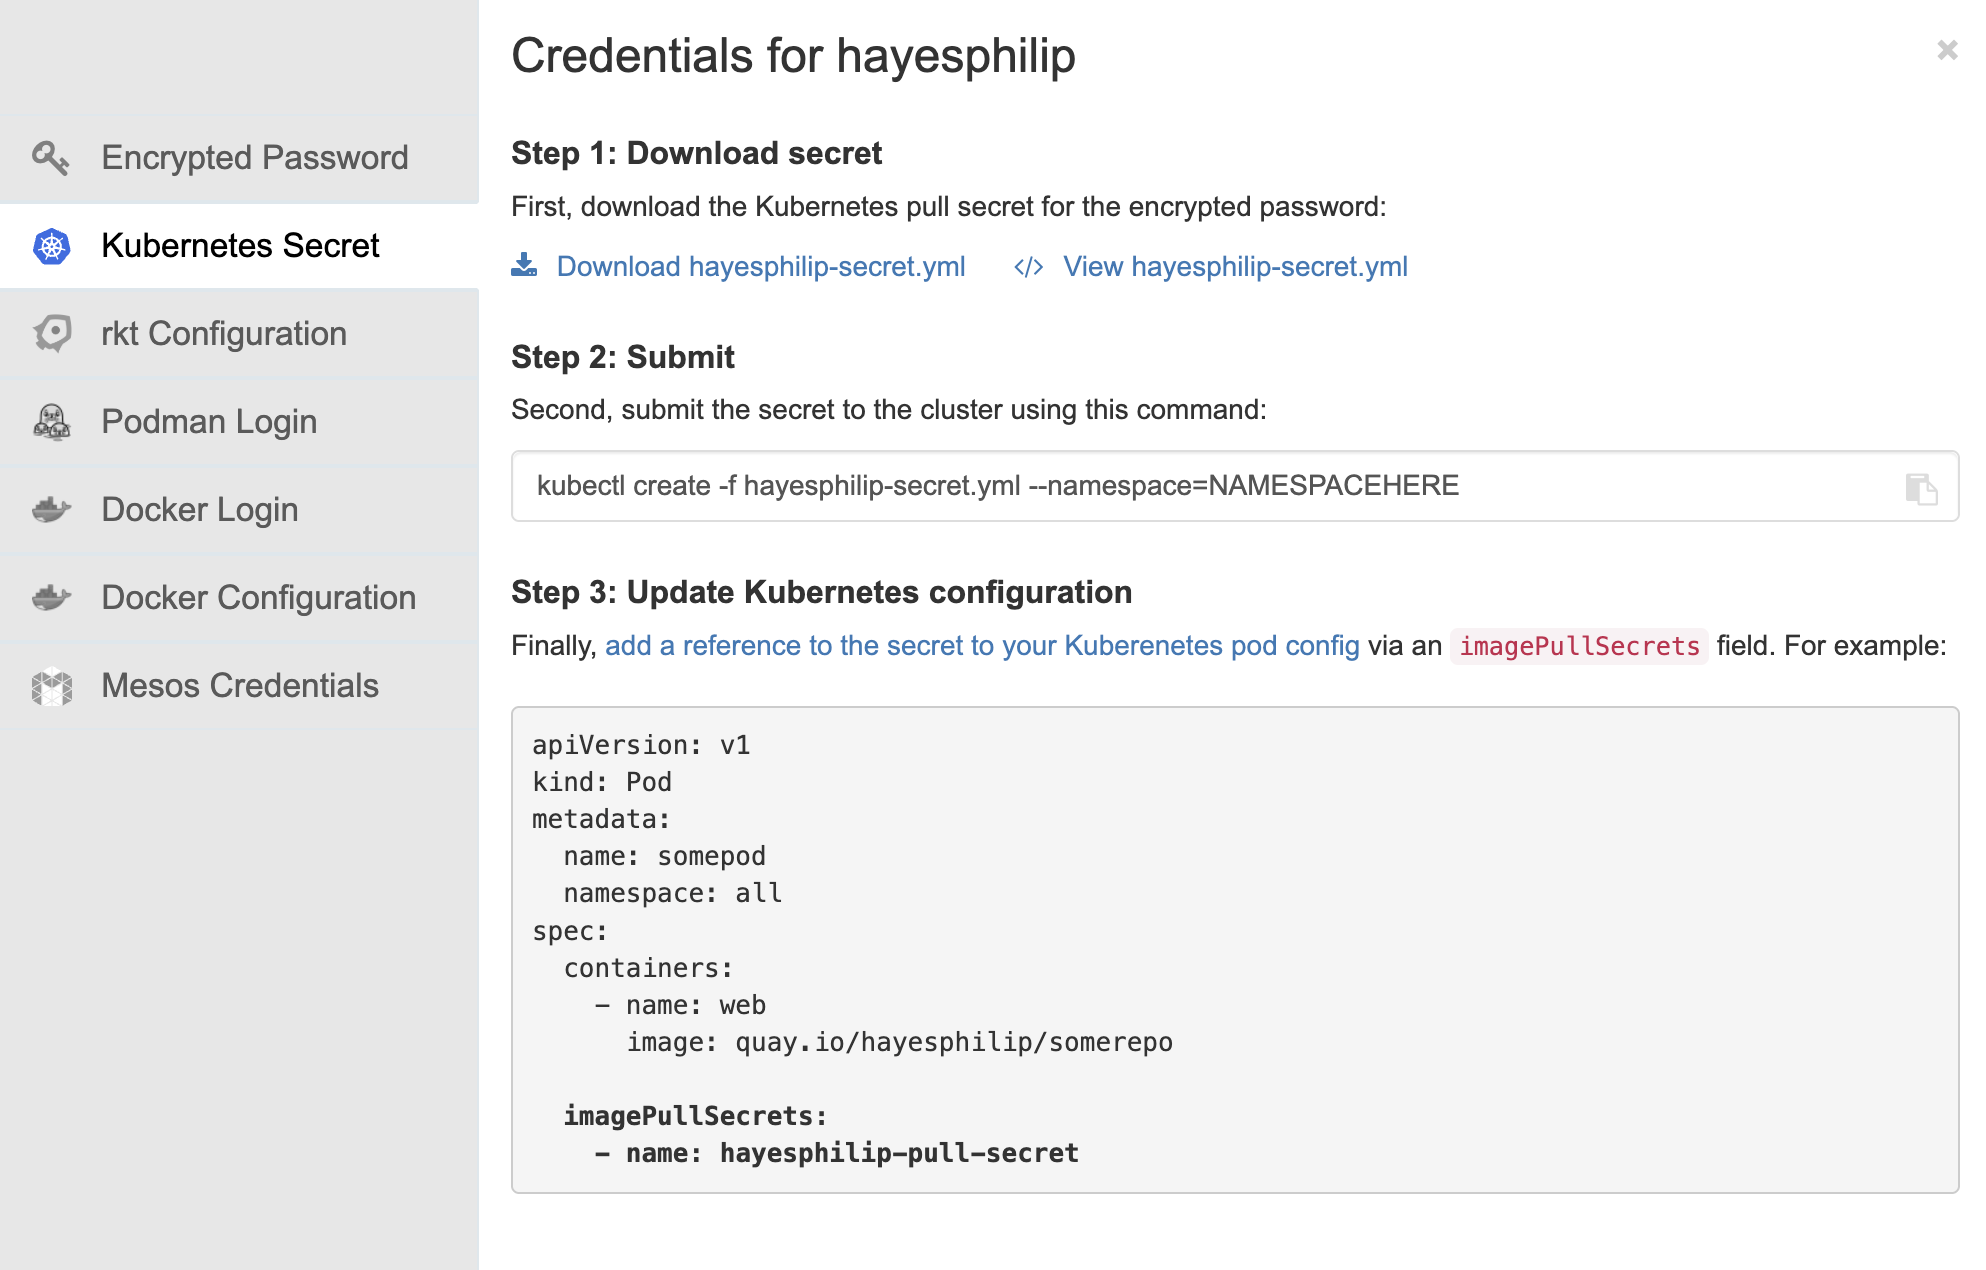 Credentials for hayesphilip
Encrypted Password
Kubernetes Secret
rkt Configuration
Podman Login
Docker Login
Docker Configuration
Mesos Credentials
Step 1: Download secret
First, download the Kubernetes pull secret for the encrypted password:
Download hayesphilip-secret.yml </> View hayesphilip-secret.yml
Step 2: Submit
Second, submit the secret to the cluster using this command:
kubectl create -f hayesphilip-secret.yml --namespace=NAMESPACEHERE
Step 3: Update Kubernetes configuration
Finally, add a reference to the secret to your Kuberenetes pod config via an imagePullSecrets field. For example:
apiVersion: v1
kind: Pod
metadata:
  name: somepod
  namespace: all
spec:
  containers:
    - name: web
      image: quay.io/hayesphilip/somerepo
  imagePullSecrets:
    - name: hayesphilip-pull-secret